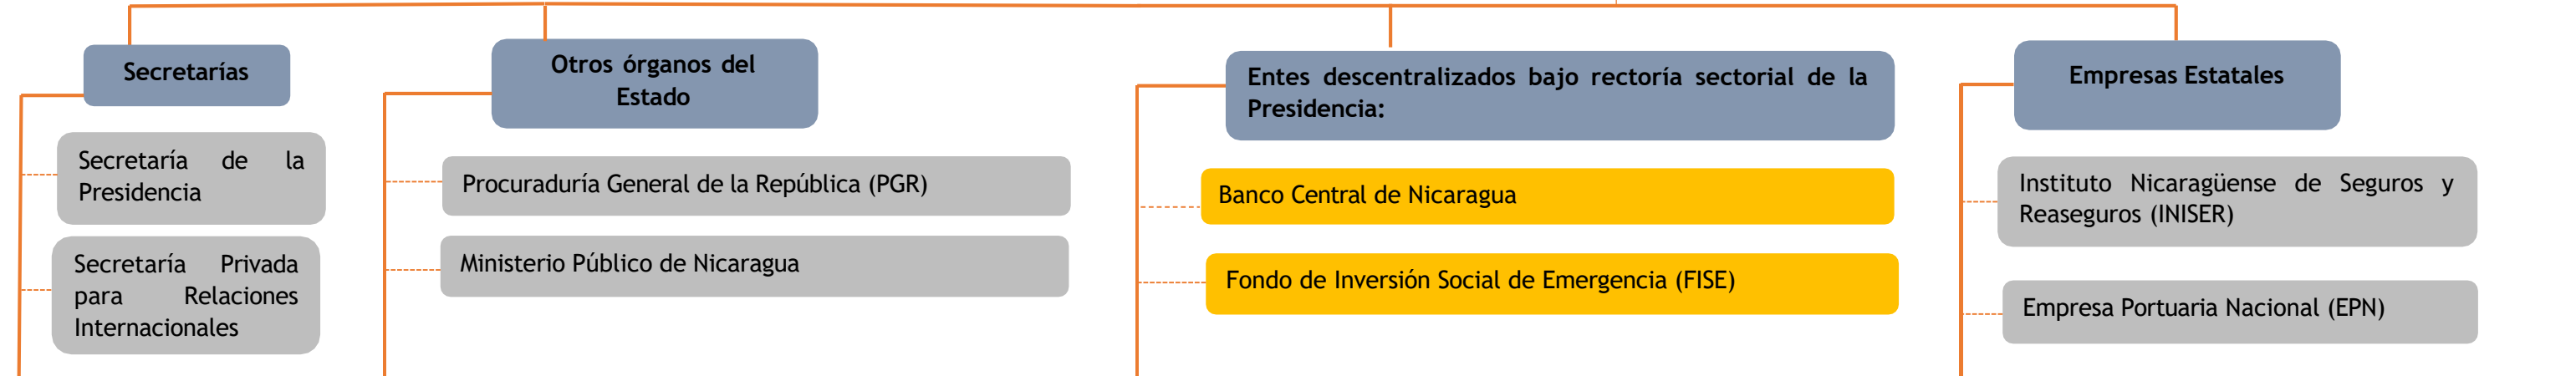 Secretarías
Secretaría de la
Presidencia
Secretaría Privada
para Relaciones
Internacionales
Otros órganos del
Estado
Procuraduría General de la República (PGR)
Ministerio Público de Nicaragua
Entes descentralizados bajo rectoría sectorial de la
Presidencia:
Banco Central de Nicaragua
Fondo de Inversión Social de Emergencia (FISE)
Empresas Estatales
Instituto Nicaragüense de Seguros y
Reaseguros (INISER)
Empresa Portuaria Nacional (EPN)